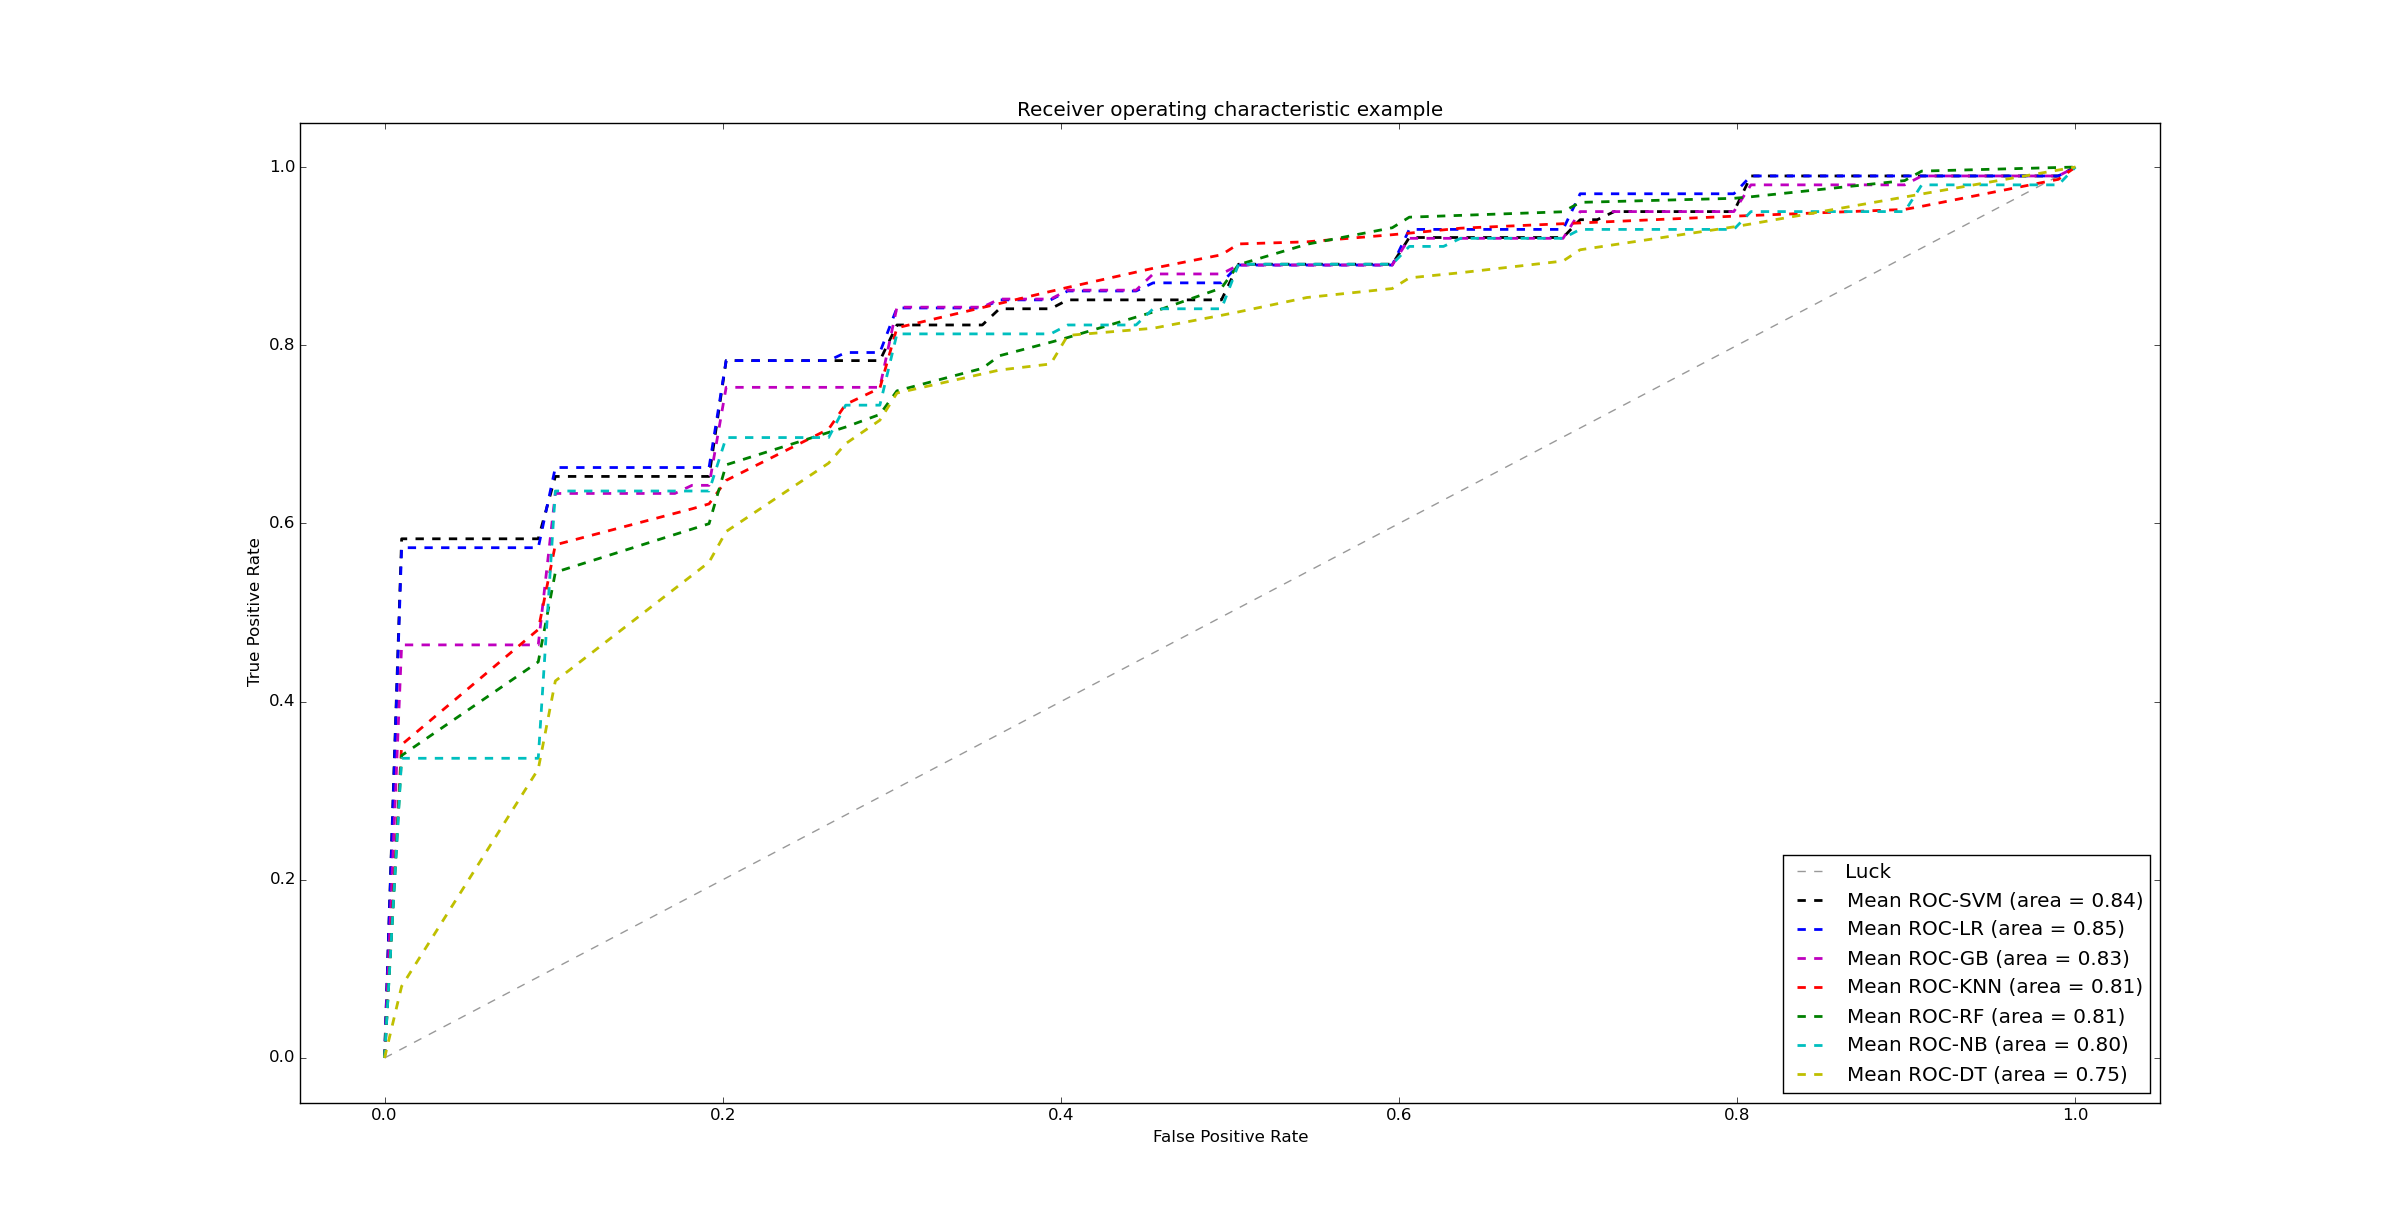 Receiver operating characteristic example
1.0
0.8
0.6
0.4
0.2
0.0
True Positive Rate
0.0 0.2 0.4 0.6 0.8 1.0
False Positive Rate
Luck
Mean ROC-SVM (area = 0.84)
Mean ROC-LR (area = 0.85)
Mean ROC-GB (area = 0.83)
Mean ROC-KNN (area = 0.81)
Mean ROC-RF (area = 0.81)
Mean ROC-NB (area = 0.80)
Mean ROC-DT (area = 0.75)